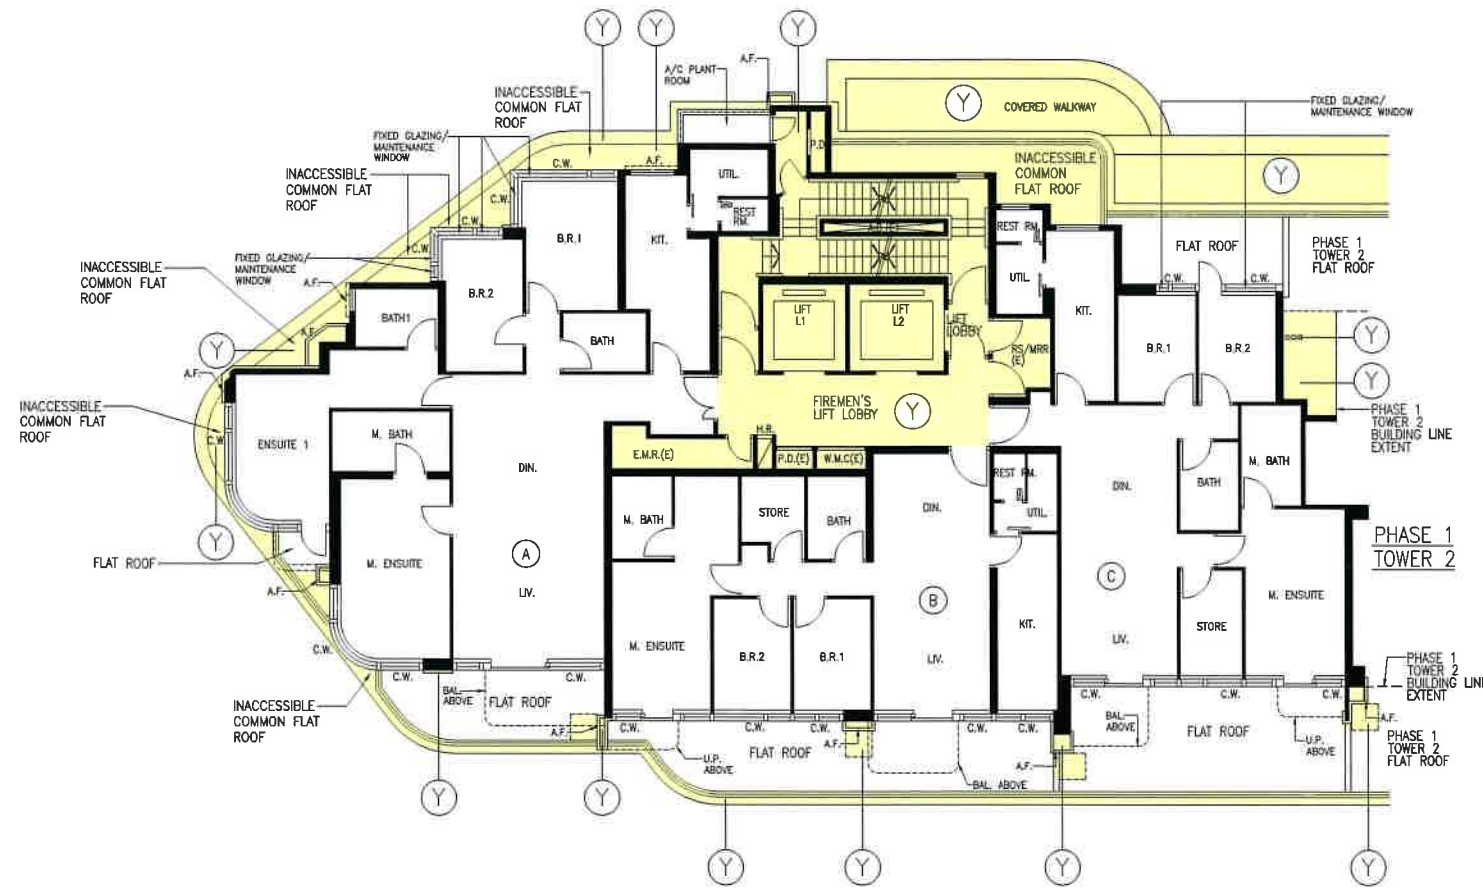 Y
Y
Y
A.F.
A/C PLANT
ROOM
INACCESSIBLE
COMMON FLAT
ROOF
Y
COVERED WALKWAY
FIXED GLAZING/
MAINTENANCE WINDOW
FIXED GLAZING/
MAINTENANCE
WINDOW
C.W.
A.F.
P.D.
INACCESSIBLE
COMMON
FLAT ROOF
Y
INACCESSIBLE
COMMON FLAT
ROOF
UTIL.
C.W.
REST
RM.
C.W.
B.R.1
KIT.
REST RM.
FLAT ROOF
PHASE 1
TOWER 2
FLAT ROOF
C.W.
FIXED GLAZING/
MAINTENANCE
WINDOW
INACCESSIBLE
COMMON FLAT
ROOF
A.F.
B.R.2
UTIL.
C.W.
C.W.
BATH1
LIFT
L1
LIFT
L2
LIFT
LOBBY
KIT.
A.F.
BATH
RS/MRR
(E)
B.R.1
B.R.2
Y
Y
A.F.
Y
INACCESSIBLE
COMMON FLAT
ROOF
C.W.
ENSUITE 1
M. BATH
FIREMEN'S
LIFT LOBBY
Y
PHASE 1
TOWER 2
BUILDING LINE
EXTENT
H.R.
E.M.R.(E)
P.D.(E)
W.M.C(E)
DIN.
REST RM.
DIN.
BATH
M. BATH
Y
M. BATH
STORE
BATH
DIN.
UTIL.
PHASE 1
TOWER 2
FLAT ROOF
M. ENSUITE
A
A.F.
LIV.
B
C
KIT.
STORE
M. ENSUITE
C.W.
M. ENSUITE
B.R.2
B.R.1
LIV.
LIV.
PHASE 1
TOWER 2
BUILDING LINE
EXTENT
C.W.
C.W.
BAL.
ABOVE
FLAT ROOF
C.W.
C.W.
C.W.
INACCESSIBLE
COMMON FLAT
ROOF
A.F.
C.W.
C.W.
C.W.
A.F.
C.W.
C.W.
BAL.
ABOVE
FLAT ROOF
U.P.
ABOVE
A.F.
PHASE 1
TOWER 2
FLAT ROOF
FLAT ROOF
U.P.
ABOVE
BAL. ABOVE
A.F.
Y
Y
Y
Y
Y
Y